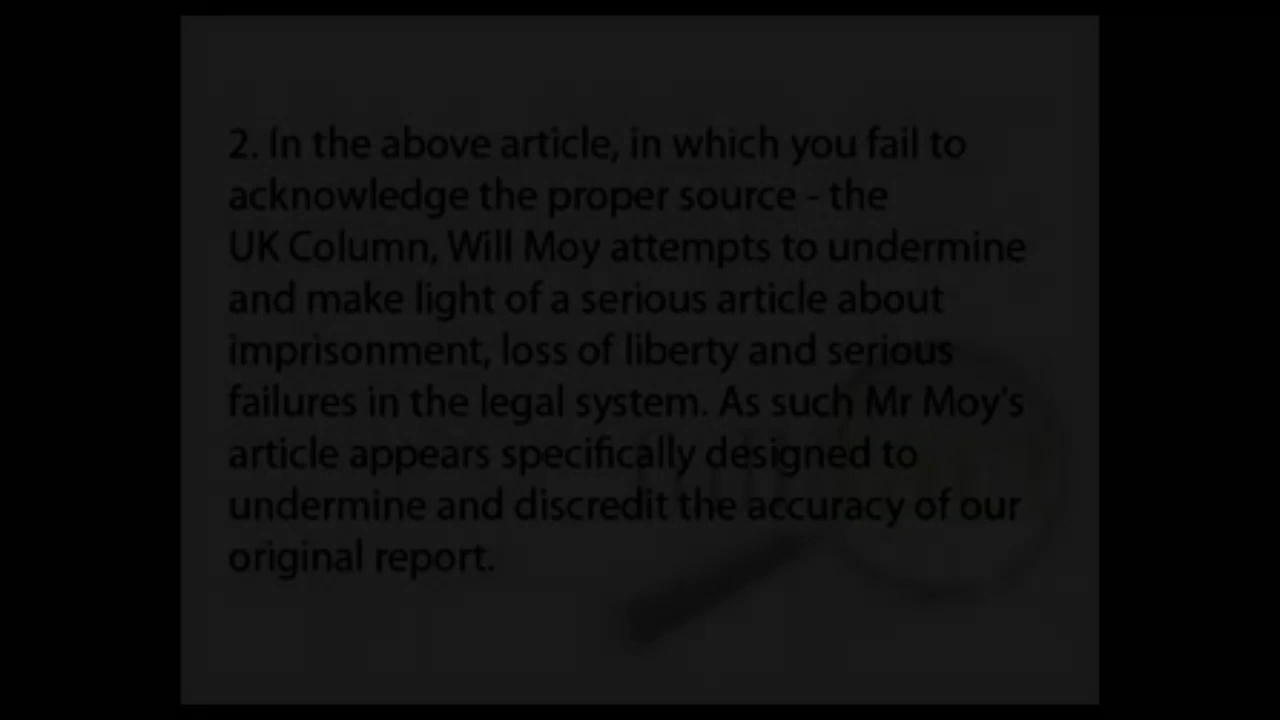 2. In the above article, in which you fail to
acknowledge the proper source - the
UK Column, Will Moy attempts to undermine
and make light of a serious article about
imprisonment, loss of liberty and serious
failures in the legal system. As such Mr Moy's
article appears specifically designed to
undermine and discredit the accuracy of our
original report.